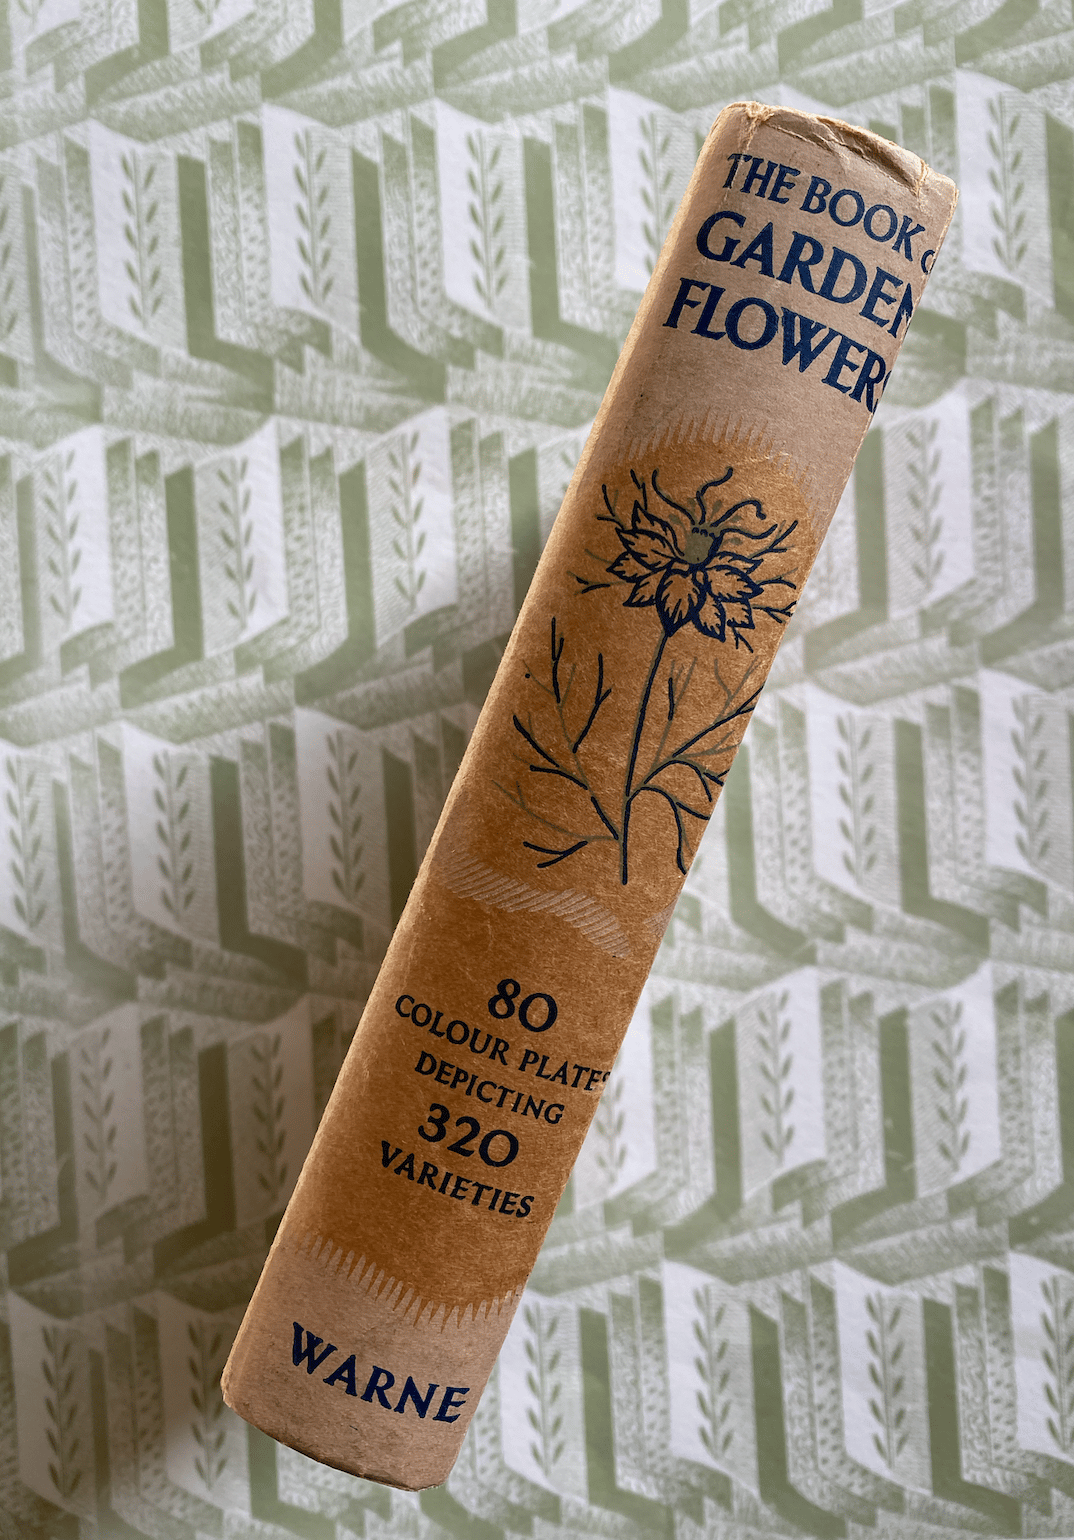 THE BOOK o
GARDEN
FLOWERS
80
COLOUR PLATES
DEPICTING
320
VARIETIES
WARNE